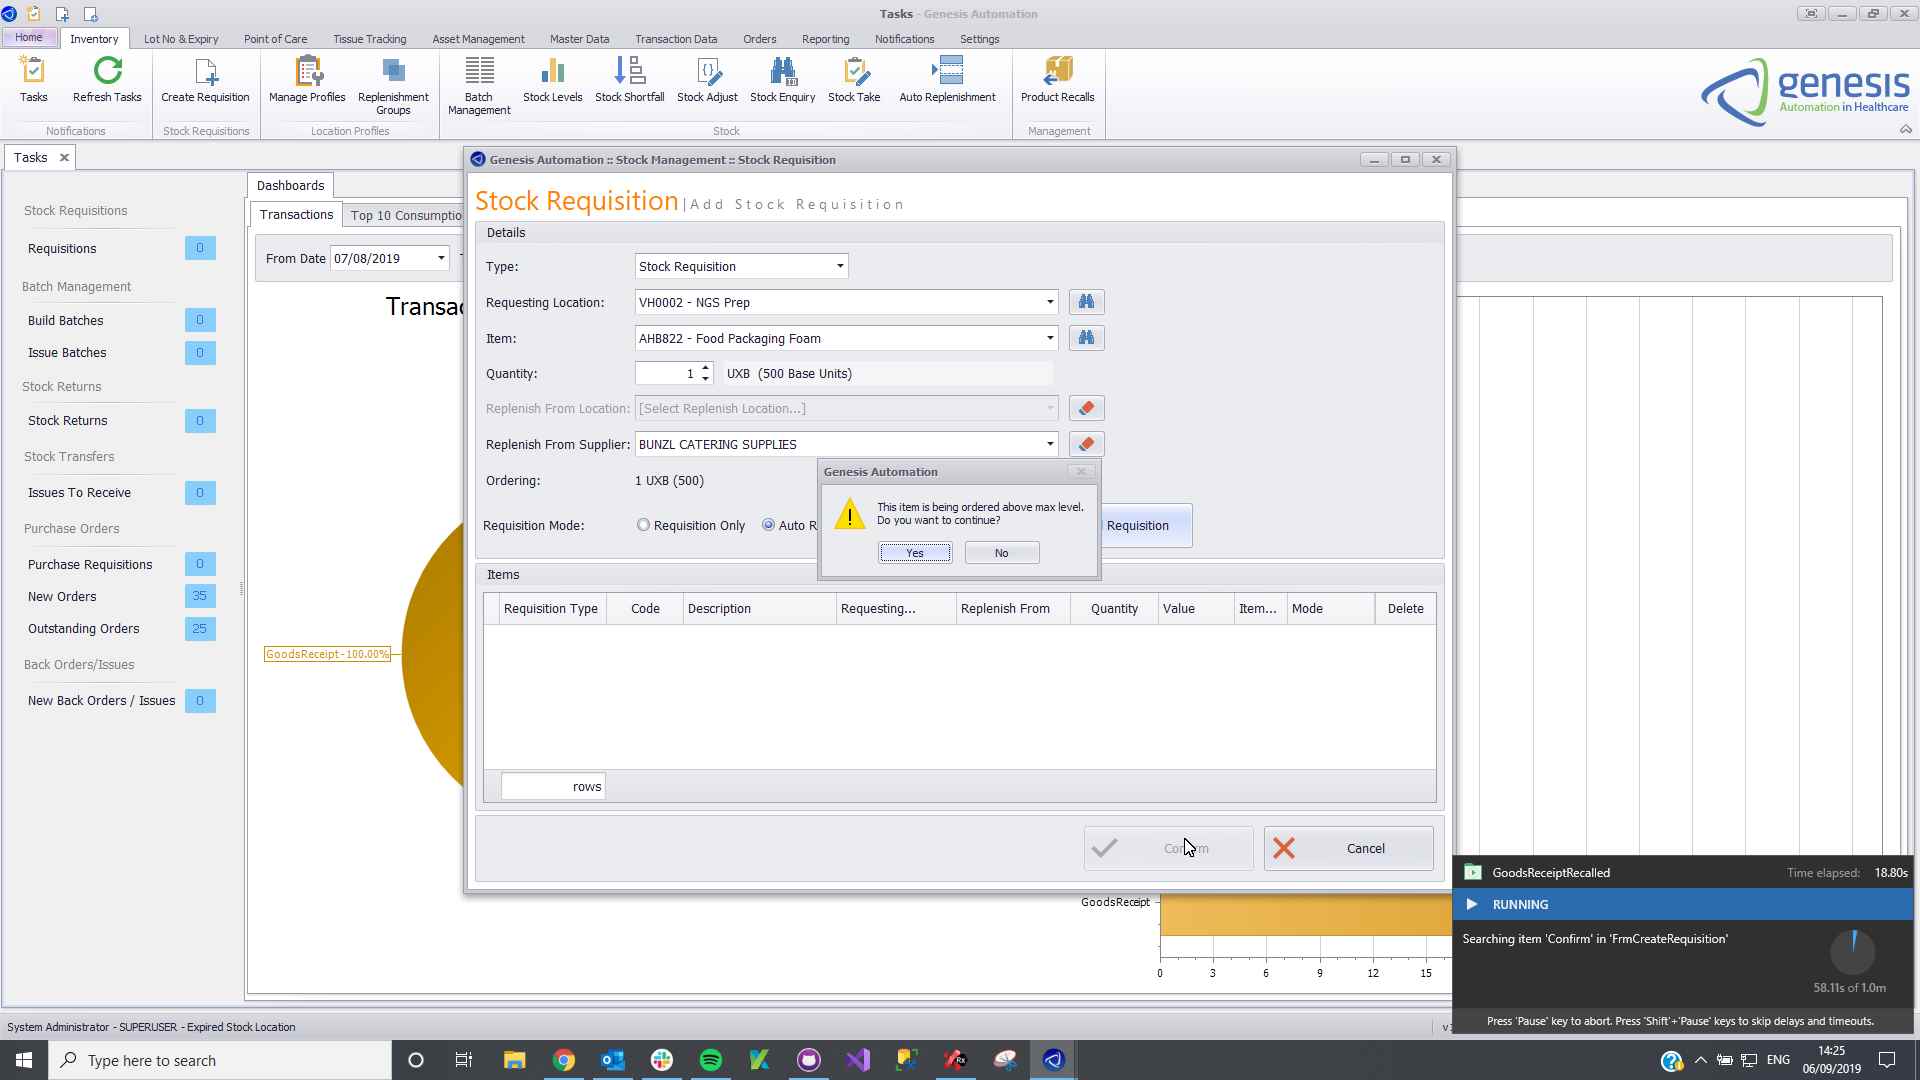 Tasks - Genesis Automation
Home
Inventory
Lot No & Expiry
Point of Care
Tissue Tracking
Asset Management
Master Data
Transaction Data
Orders
Reporting
Notifications
Settings
Tasks
Refresh Tasks
Create Requisition
Manage Profiles
Replenishment
Groups
Batch
Management
Stock Levels
Stock Shortfall
Stock Adjust
Stock Enquiry
Stock Take
Auto Replenishment
Product Recalls
Notifications
Stock Requisitions
Location Profiles
Stock
Management
genesis
Automation in Healthcare
Tasks
Stock Requisitions
Requisitions 0
Batch Management
Build Batches 0
Issue Batches 0
Stock Returns
Stock Returns 0
Stock Transfers
Issues To Receive 0
Purchase Orders
Purchase Requisitions 0
New Orders 35
Outstanding Orders 25
Back Orders/Issues
New Back Orders / Issues 0
Dashboards
Transactions
Top 10 Consumptio
From Date 07/08/2019
Transac
GoodsReceipt-100.00%
Genesis Automation :: Stock Management :: Stock Requisition
Stock Requisition | Add Stock Requisition
Details
Type: Stock Requisition
Requesting Location: VH0002 - NGS Prep
Item: AHB822 - Food Packaging Foam
Quantity: 1 UXB (500 Base Units)
Replenish From Location: [Select Replenish Location...]
Replenish From Supplier: BUNZL CATERING SUPPLIES
Ordering: 1 UXB (500)
Requisition Mode: Requisition Only Auto R
Requisition
Genesis Automation
This item is being ordered above max level.
Do you want to continue?
Yes
No
Items
Requisition Type Code Description Requesting... Replenish From Quantity Value Item... Mode Delete
rows
Confirm
Cancel
GoodsReceipt
0 3 6 9 12 15
GoodsReceiptRecalled Time elapsed: 18.80s
RUNNING
Searching item 'Confirm' in 'FrmCreateRequisition'
58.11s of 1.0m
Press 'Pause' key to abort. Press 'Shift'+'Pause' keys to skip delays and timeouts.
System Administrator - SUPERUSER - Expired Stock Location
Type here to search
ENG
14:25
06/09/2019